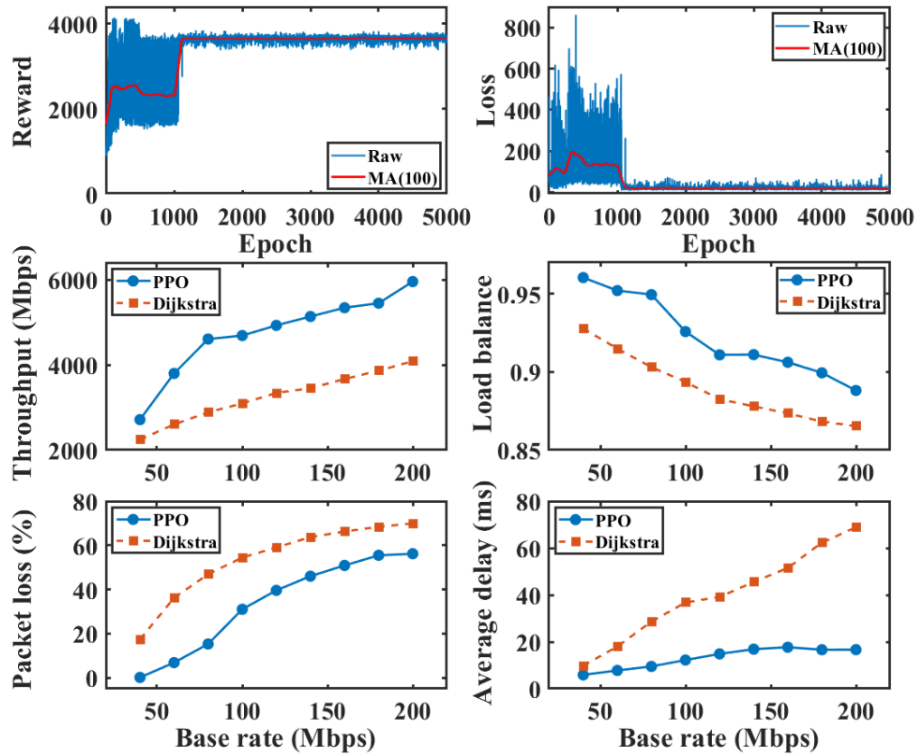 Reward
4000
2000
0
0 1000 2000 3000 4000 5000
Epoch
Raw
MA(100)
Loss
800
600
400
200
0
0 1000 2000 3000 4000 5000
Epoch
Raw
MA(100)
Throughput (Mbps)
6000
4000
2000
50 100 150 200
PPO
Dijkstra
Load balance
0.95
0.9
0.85
50 100 150 200
PPO
Dijkstra
Packet loss (%)
80
60
40
20
0
50 100 150 200
Base rate (Mbps)
PPO
Dijkstra
Average delay (ms)
80
60
40
20
0
50 100 150 200
Base rate (Mbps)
PPO
Dijkstra